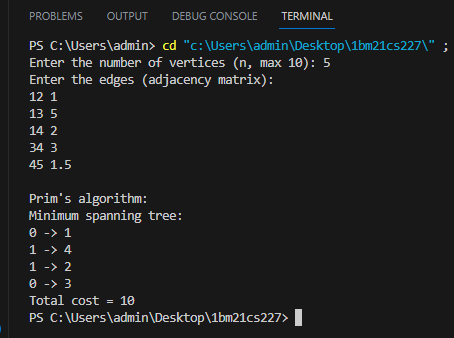 PROBLEMS OUTPUT DEBUG CONSOLE TERMINAL
PS C:\Users\admin> cd "c:\Users\admin\Desktop\1bm21cs227\" ;
Enter the number of vertices (n, max 10): 5
Enter the edges (adjacency matrix):
12 1
13 5
14 2
34 3
45 1.5
Prim's algorithm:
Minimum spanning tree:
0 -> 1
1 -> 4
1 -> 2
0 -> 3
Total cost = 10
PS C:\Users\admin\Desktop\1bm21cs227>